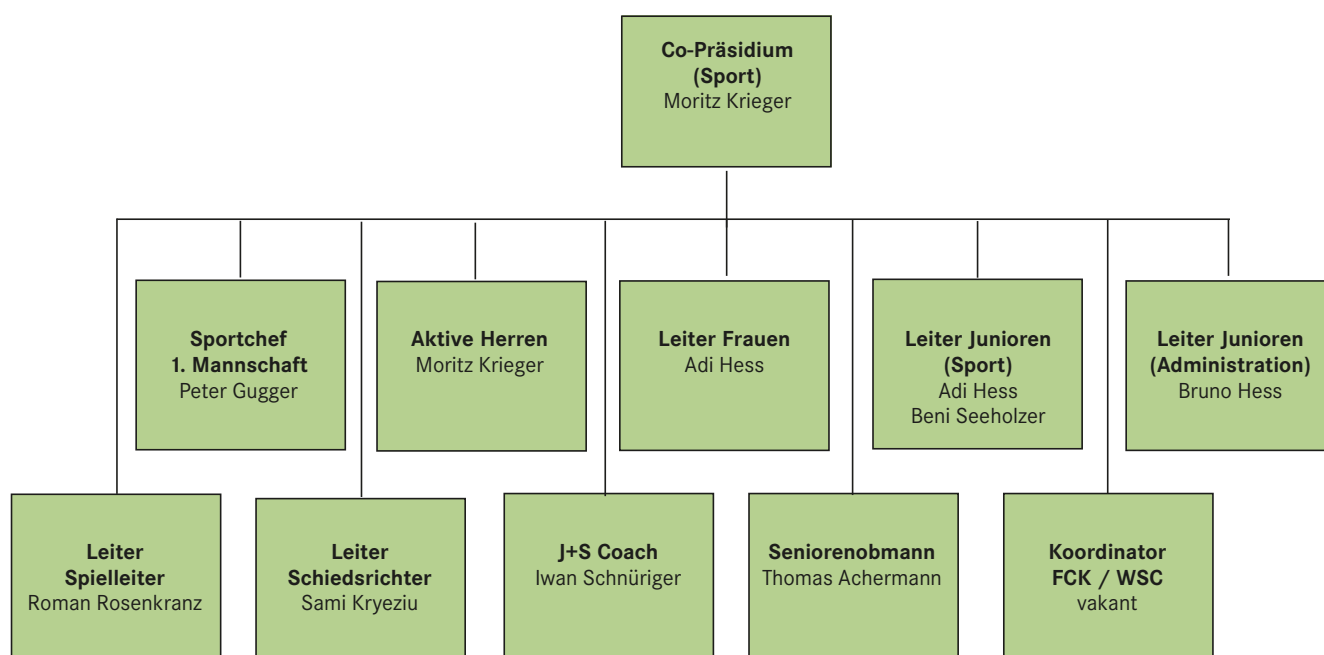 Co-Präsidium
(Sport)
Moritz Krieger
Sportchef
1. Mannschaft
Peter Gugger
Aktive Herren
Moritz Krieger
Leiter Frauen
Adi Hess
Leiter Junioren
(Sport)
Adi Hess
Beni Seeholzer
Leiter Junioren
(Administration)
Bruno Hess
Leiter
Spielleiter
Roman Rosenkranz
Leiter
Schiedsrichter
Sami Kryeziu
J+S Coach
Iwan Schnüriger
Seniorenobmann
Thomas Achermann
Koordinator
FCK / WSC
vakant